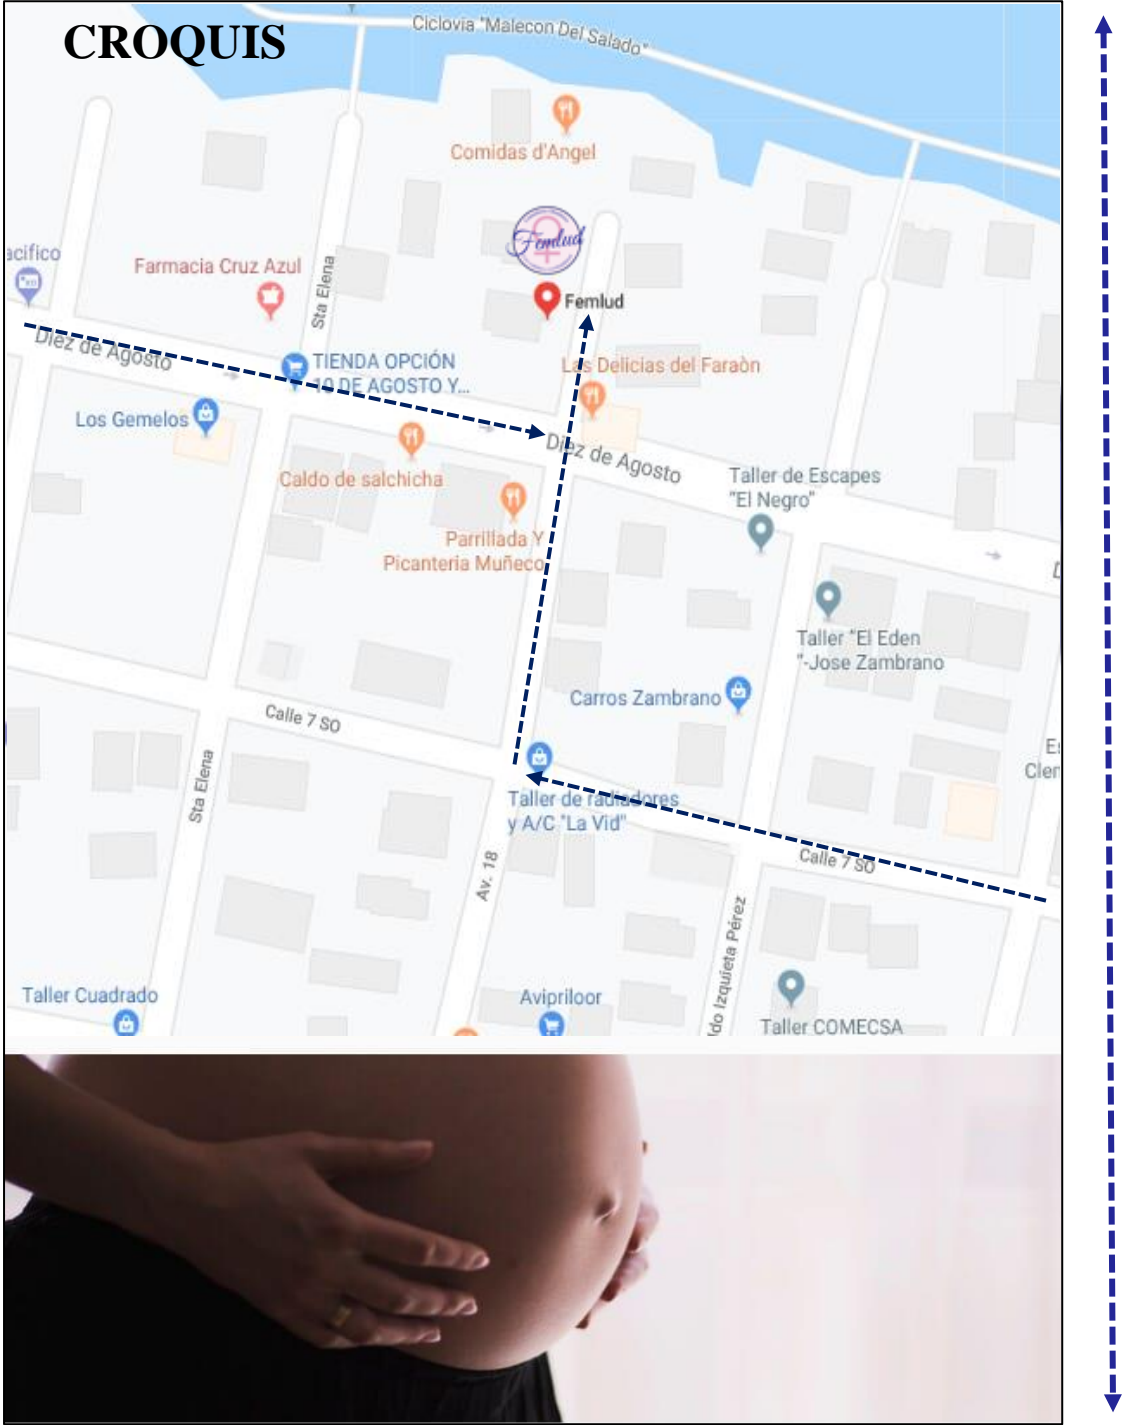 CROQUIS
Ciclovia "Malecon Del Salado"
Comidas d'Angel
Femlud
acifico
Farmacia Cruz Azul
Sta Elena
Femlud
Diez de Agosto
TIENDA OPCIÓN
10 DE AGOSTO Y...
Las Delicias del Faraòn
Los Gemelos
Diez de Agosto
Caldo de salchicha
Taller de Escapes
"El Negro"
Parrillada Y
Picanteria Muñeco
Taller "El Eden
"-Jose Zambrano
Carros Zambrano
Calle 7 SO
Sta Elena
Taller de radiadores
y A/C "La Vid"
Calle 7 SO
Av. 18
do Izquieta Pérez
Taller Cuadrado
Avipriloor
Taller COMECSA